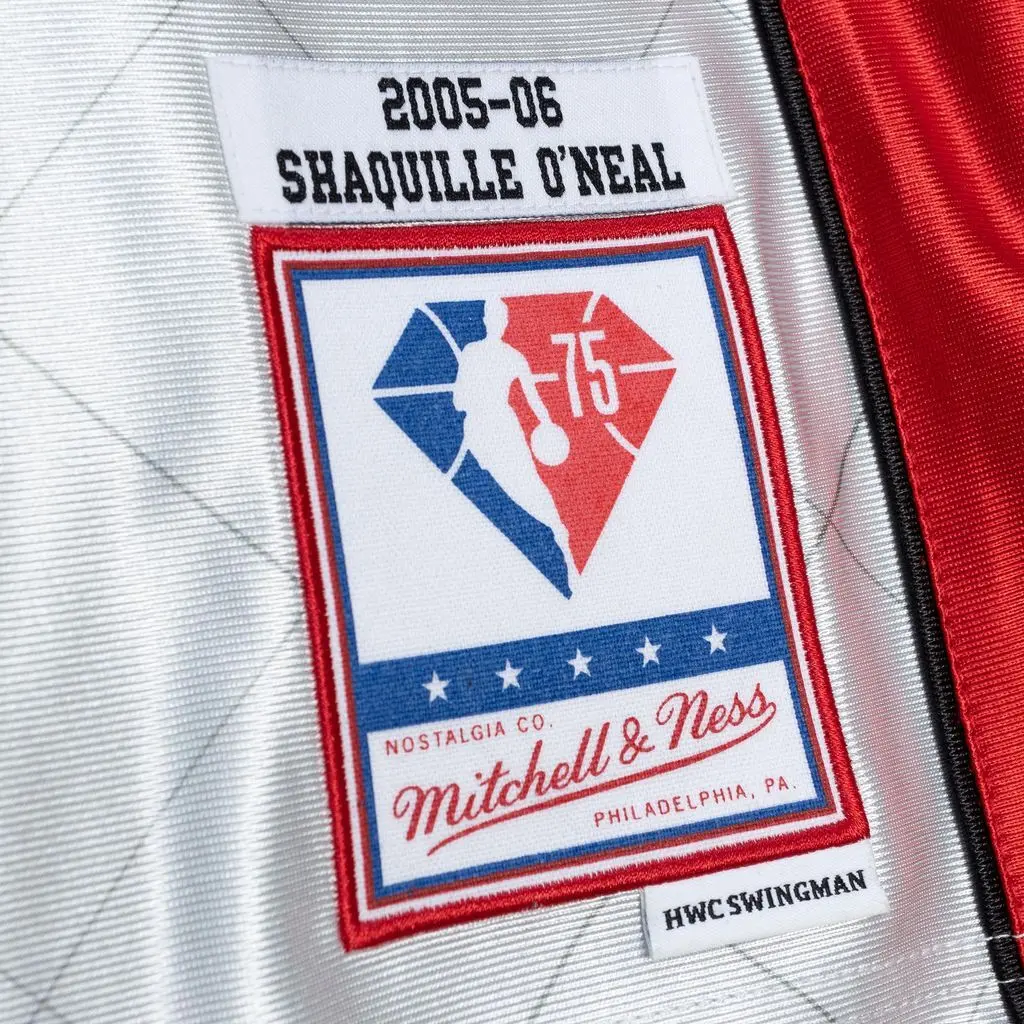 2005-06
SHAQUILLE O'NEAL
75
NOSTALGIA CO.
Mitchell & Ness
PHILADELPHIA, PA.
HWC SWINGMAN